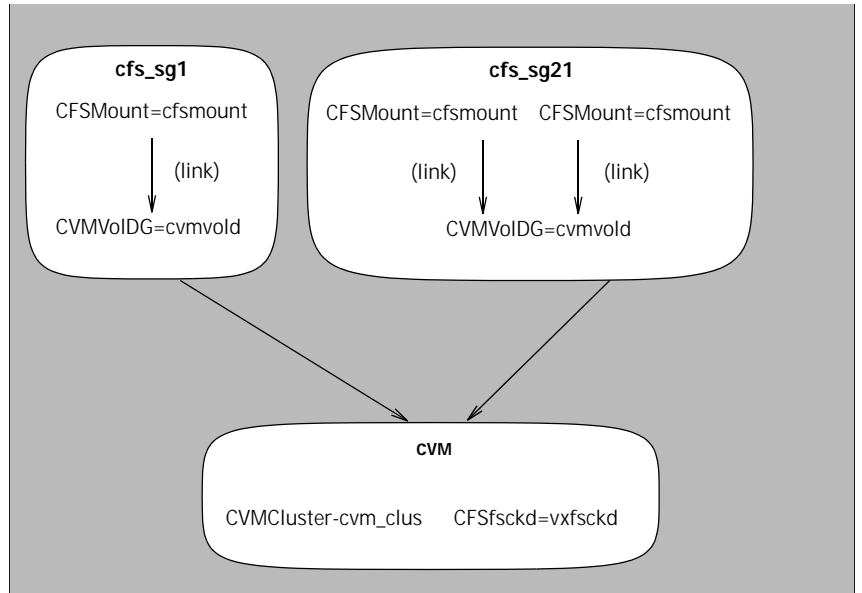 cfs_sg1
CFSMount=cfsmount
(link)
CVMVolDG=cvmvold
cfs_sg21
CFSMount=cfsmount CFSMount=cfsmount
(link) (link)
CVMVolDG=cvmvold
cvm
CVMCluster-cvm_clus CFSfsckd=vxfsckd